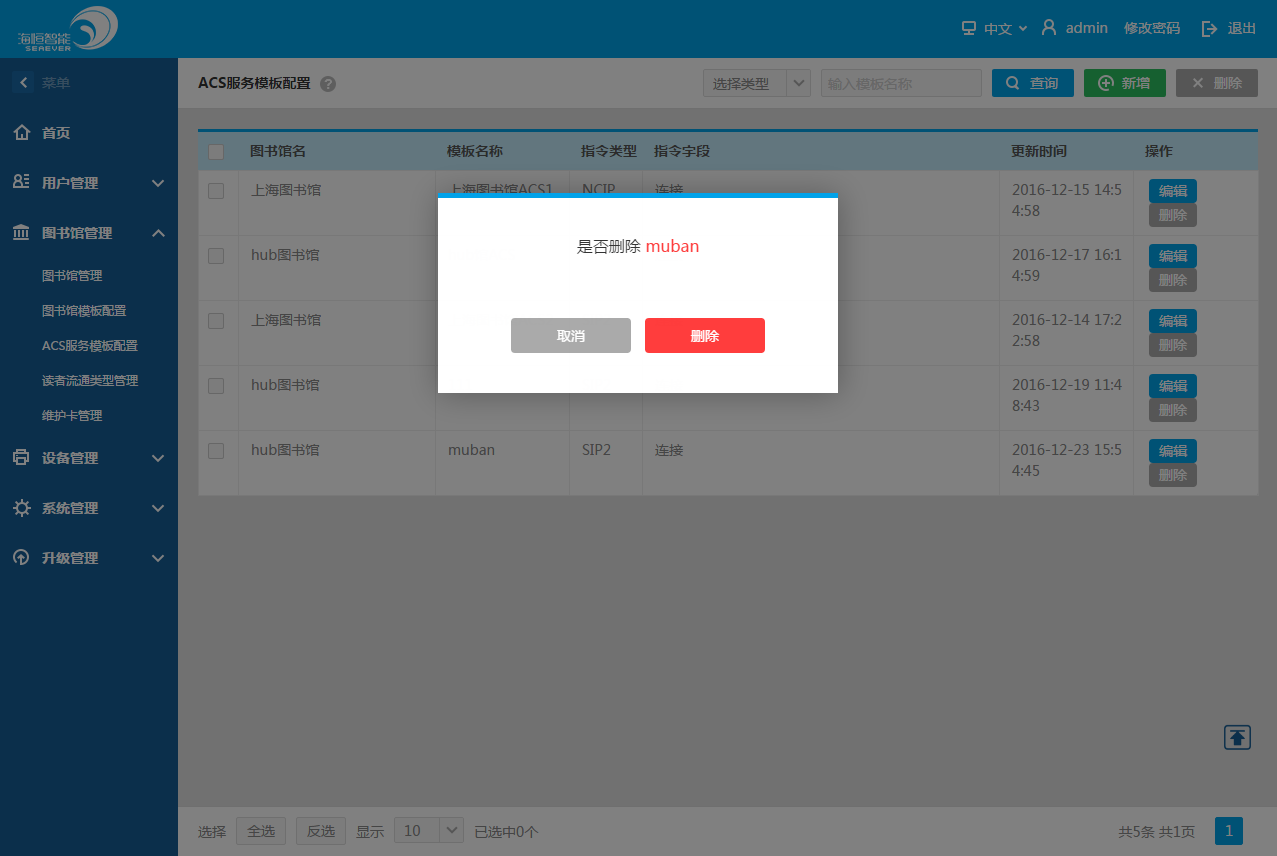 海恒智能
SEAEVER
中文 admin 修改密码 退出
菜单
首页
用户管理
图书馆管理
图书馆管理
图书馆模板配置
ACS服务模板配置
读者流通类型管理
维护卡管理
设备管理
系统管理
升级管理
ACS服务模板配置 ?
选择类型 输入模板名称 查询 新增 删除
图书馆名 模板名称 指令类型 指令字段 更新时间 操作
上海图书馆 上海图书馆ACS1 NCIP 连接 2016-12-15 14:5
4:58
编辑
删除
hub图书馆 2016-12-17 16:1
4:59
编辑
删除
上海图书馆 2016-12-14 17:2
2:58
编辑
删除
hub图书馆 2016-12-19 11:4
8:43
编辑
删除
hub图书馆 muban SIP2 连接 2016-12-23 15:5
4:45
编辑
删除
是否删除 muban
取消 删除
选择 全选 反选 显示 10 已选中0个
共5条 共1页 1